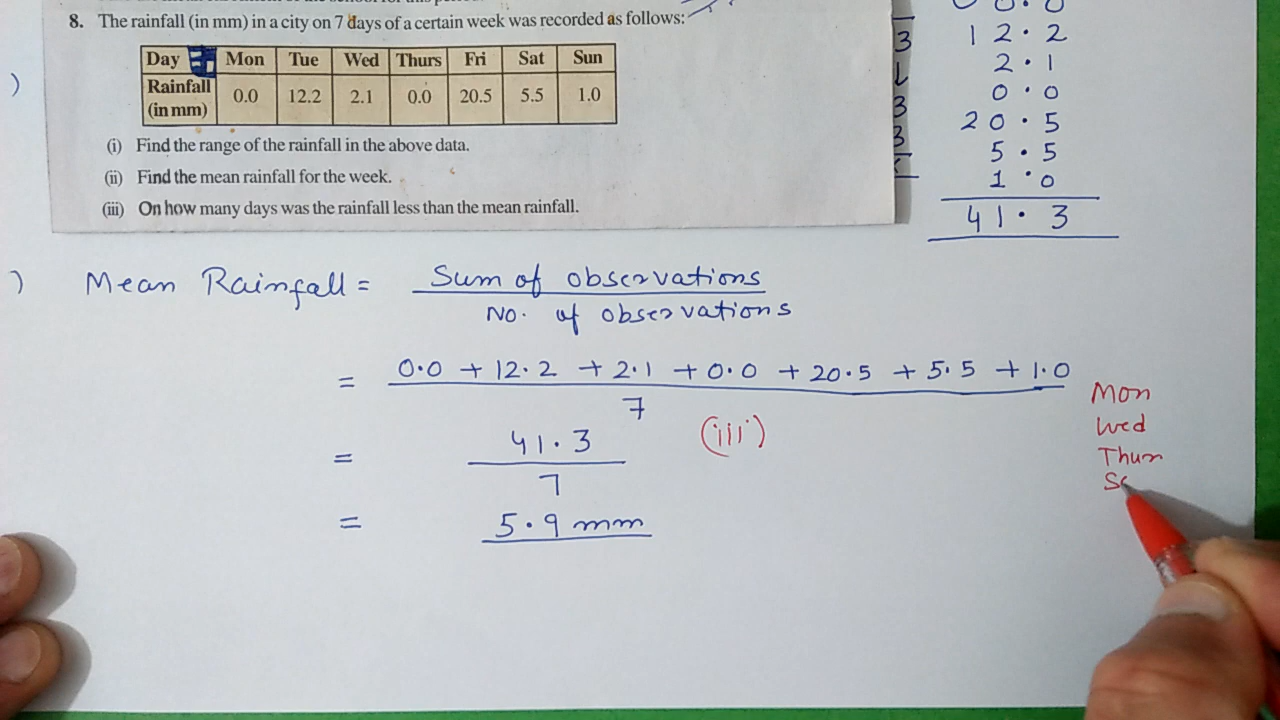 8. The rainfall (in mm) in a city on 7 days of a certain week was recorded as follows:
Day Mon Tue Wed Thurs Fri Sat Sun
Rainfall (in mm) 0.0 12.2 2.1 0.0 20.5 5.5 1.0
(i) Find the range of the rainfall in the above data.
(ii) Find the mean rainfall for the week.
(iii) On how many days was the rainfall less than the mean rainfall.
12.2
2.1
0.0
20.5
5.5
1.0
41.3
) Mean Rainfall = Sum of observations
No. of observations
= 0.0 + 12.2 + 2.1 + 0.0 + 20.5 + 5.5 + 1.0
7
= 41.3
7
= 5.9 mm
(iii)
Mon
Wed
Thur